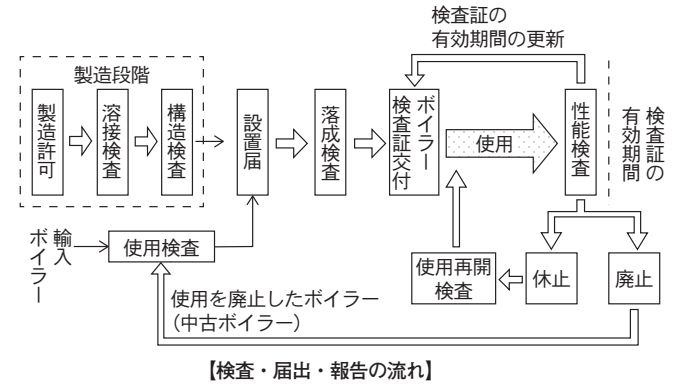 検査証の
有効期間の更新
製造段階
製造許可
溶接検査
構造検査
設置届
落成検査
ボイラー
検査証交付
使用
性能検査
検査証の
有効期間
輸入
ボイラー
使用検査
使用再開
検査
休止
廃止
使用を廃止したボイラー
（中古ボイラー）
【検査・届出・報告の流れ】